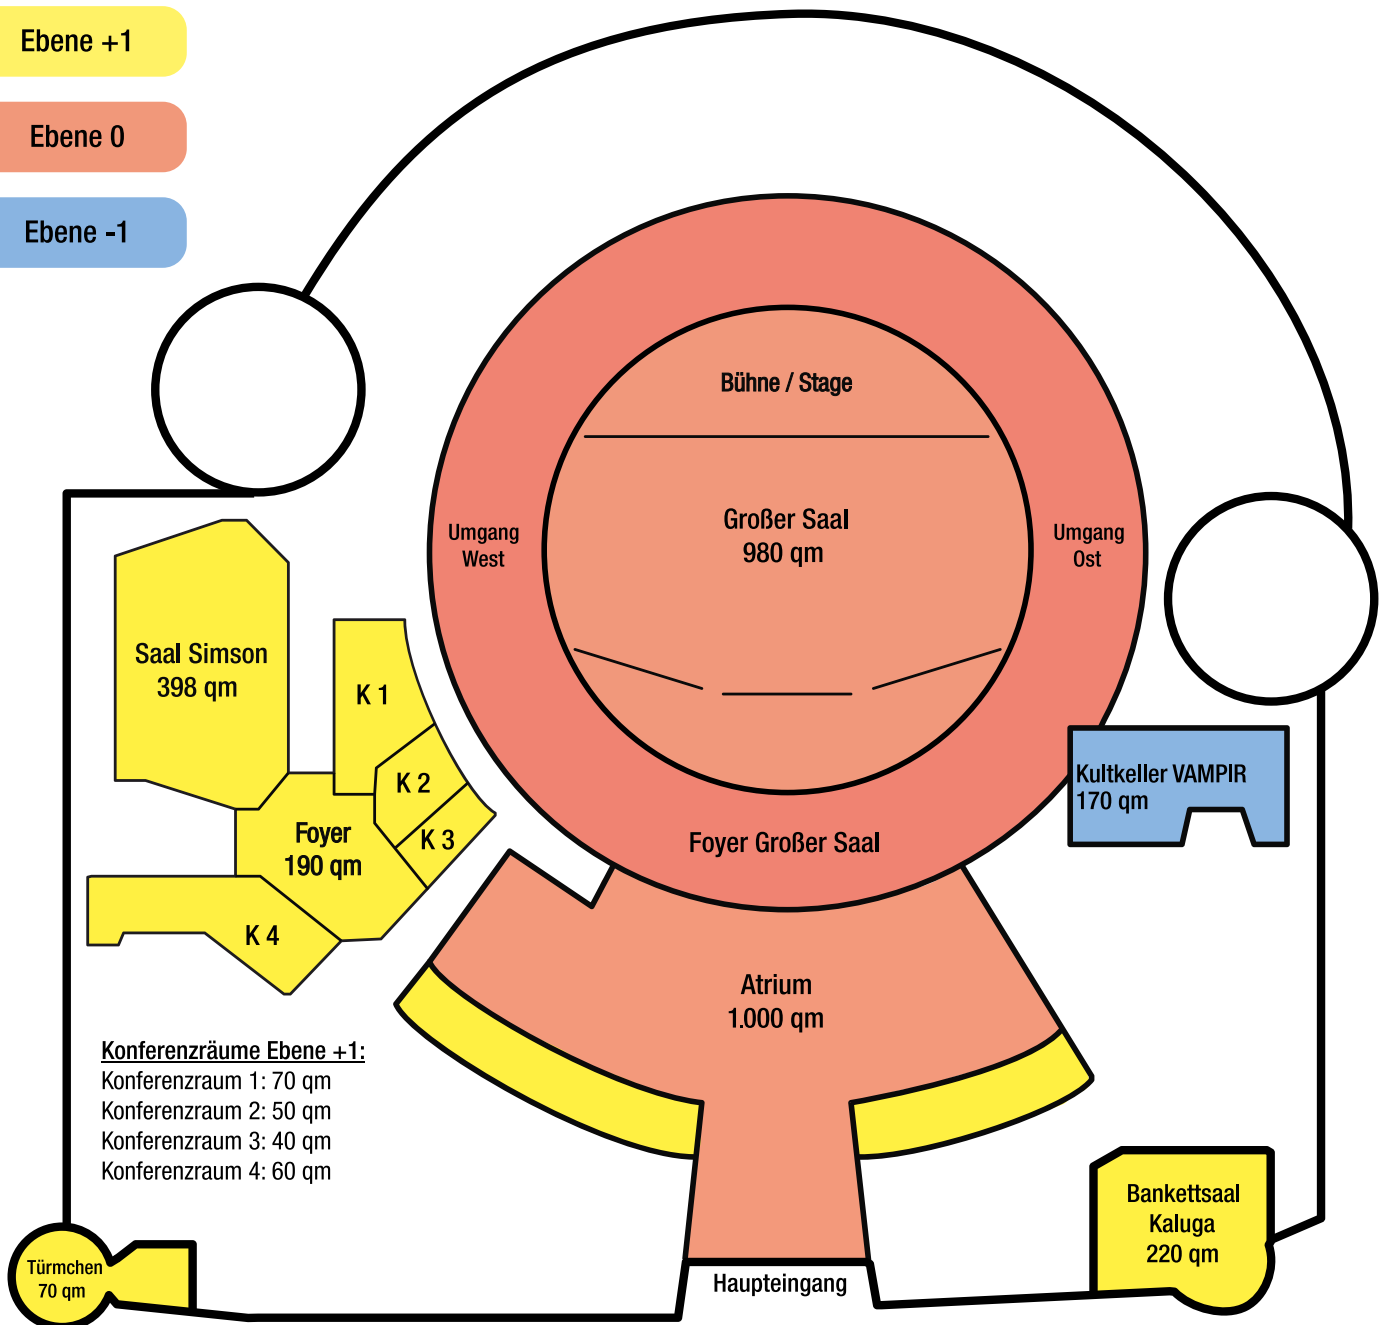 Ebene +1
Ebene 0
Ebene -1
Bühne / Stage
Großer Saal
980 qm
Umgang
West
Umgang
Ost
Saal Simson
398 qm
K 1
K 2
K 3
Foyer
190 qm
K 4
Kultkeller VAMPIR
170 qm
Foyer Großer Saal
Atrium
1.000 qm
Konferenzräume Ebene +1:
Konferenzraum 1: 70 qm
Konferenzraum 2: 50 qm
Konferenzraum 3: 40 qm
Konferenzraum 4: 60 qm
Bankettsaal
Kaluga
220 qm
Türmchen
70 qm
Haupteingang